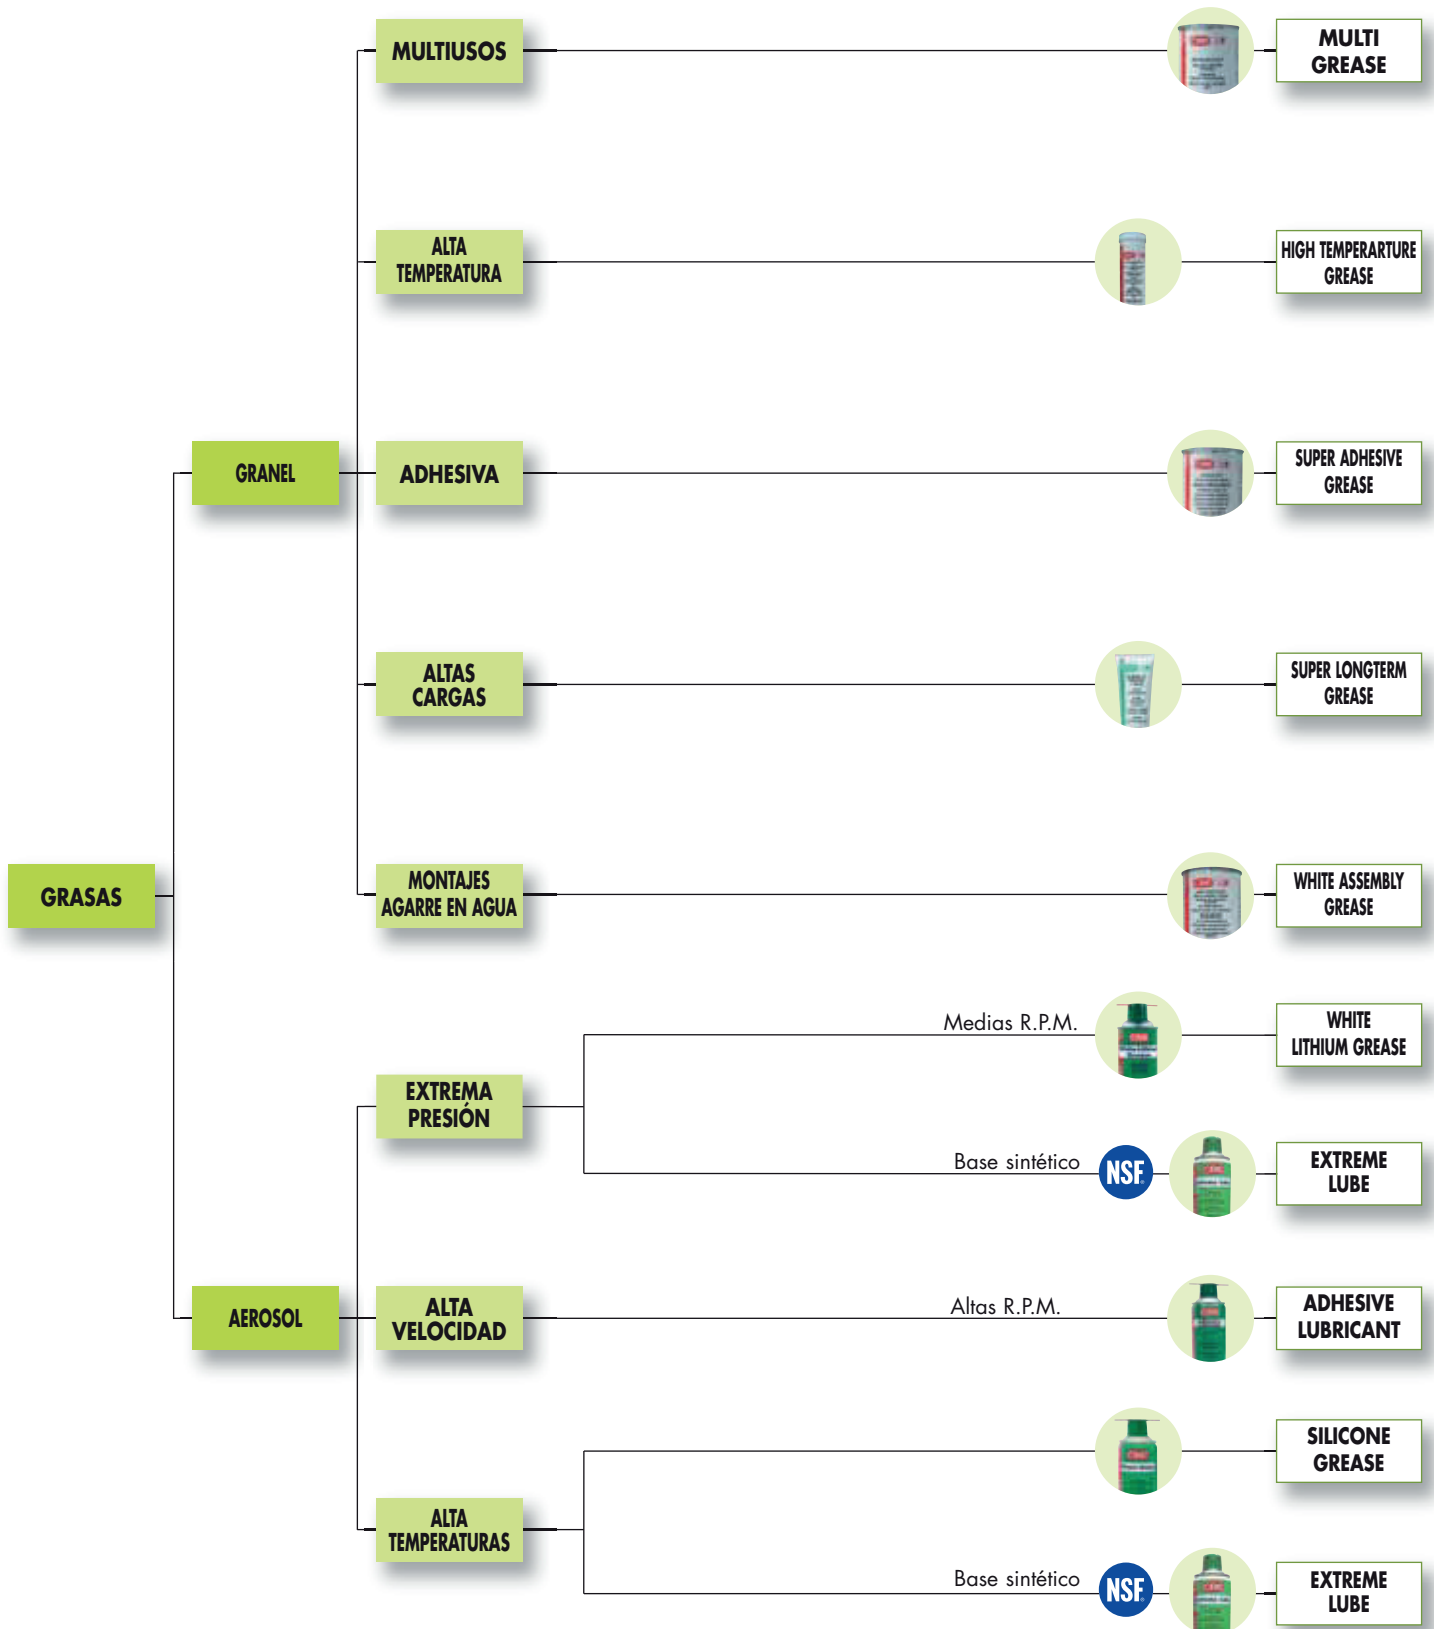 MULTIUSOS
MULTI
GREASE
ALTA
TEMPERATURA
HIGH TEMPERARTURE
GREASE
GRANEL
ADHESIVA
SUPER ADHESIVE
GREASE
ALTAS
CARGAS
SUPER LONGTERM
GREASE
GRASAS
MONTAJES
AGARRE EN AGUA
WHITE ASSEMBLY
GREASE
EXTREMA
PRESIÓN
Medias R.P.M.
WHITE
LITHIUM GREASE
Base sintético
NSF
EXTREME
LUBE
AEROSOL
ALTA
VELOCIDAD
Altas R.P.M.
ADHESIVE
LUBRICANT
ALTA
TEMPERATURAS
SILICONE
GREASE
Base sintético
NSF
EXTREME
LUBE